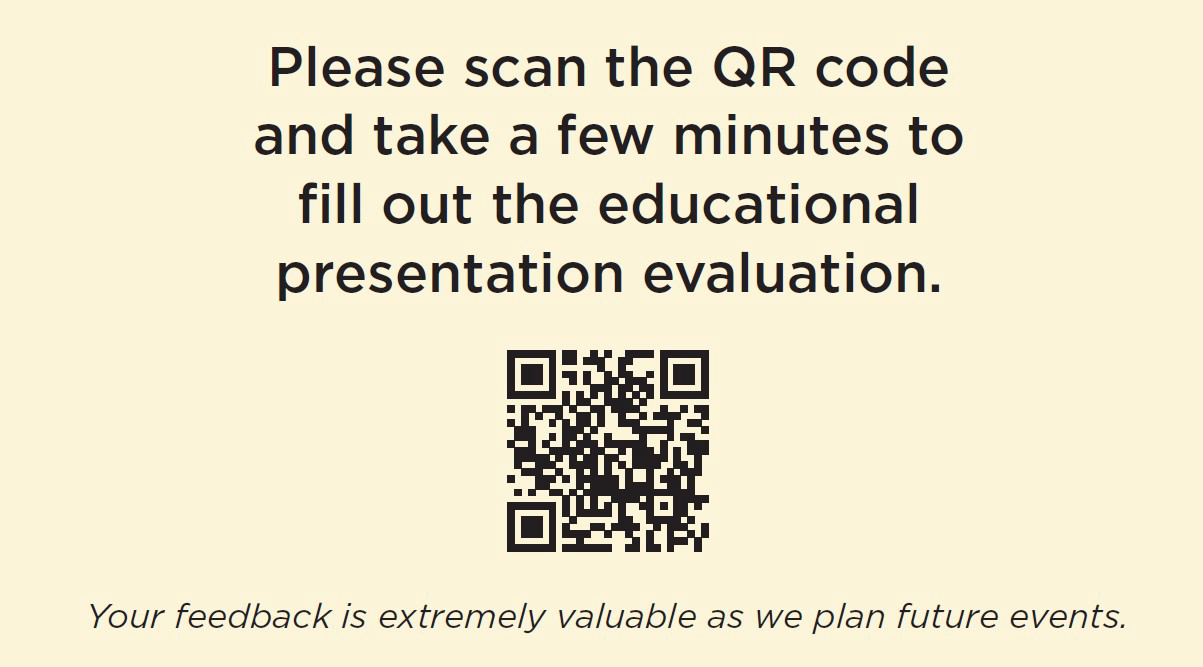 Please scan the QR code
and take a few minutes to
fill out the educational
presentation evaluation.
Your feedback is extremely valuable as we plan future events.